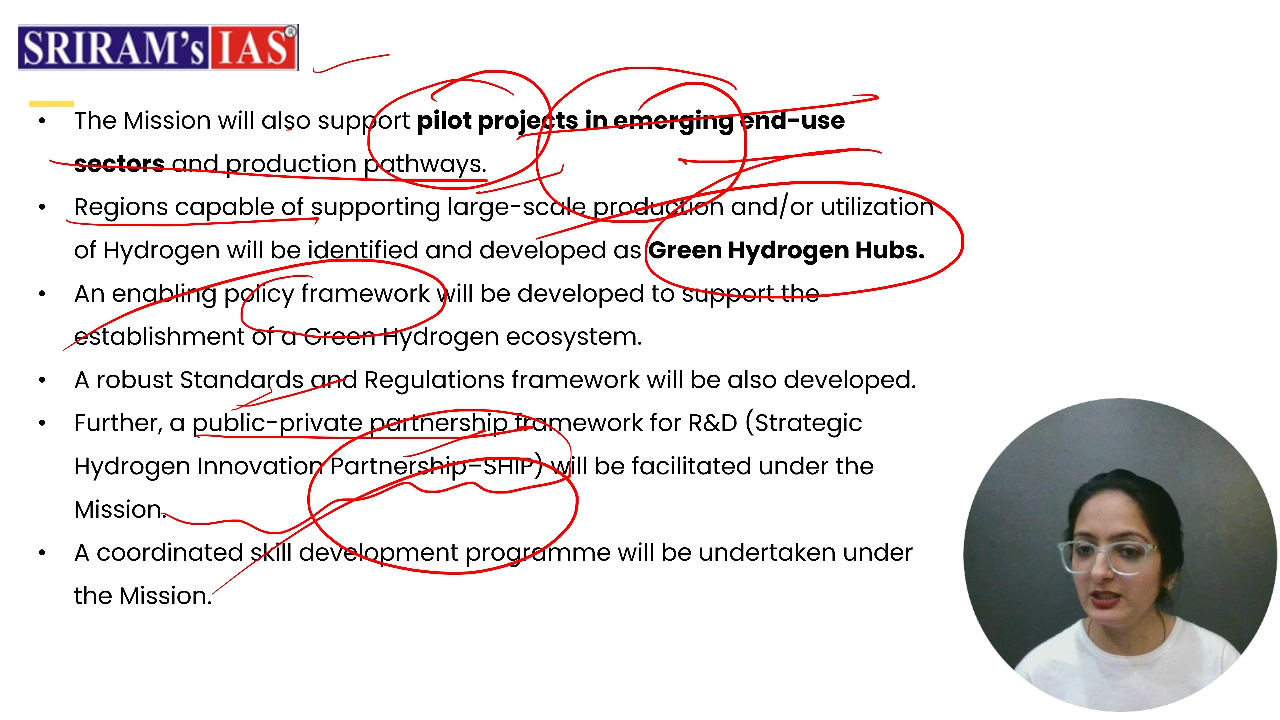 SRIRAM's IAS®
• The Mission will also support pilot projects in emerging end-use
sectors and production pathways.
• Regions capable of supporting large-scale production and/or utilization
of Hydrogen will be identified and developed as Green Hydrogen Hubs.
• An enabling policy framework will be developed to support the
establishment of a Green Hydrogen ecosystem.
• A robust Standards and Regulations framework will be also developed.
• Further, a public-private partnership framework for R&D (Strategic
Hydrogen Innovation Partnership–SHIP) will be facilitated under the
Mission.
• A coordinated skill development programme will be undertaken under
the Mission.